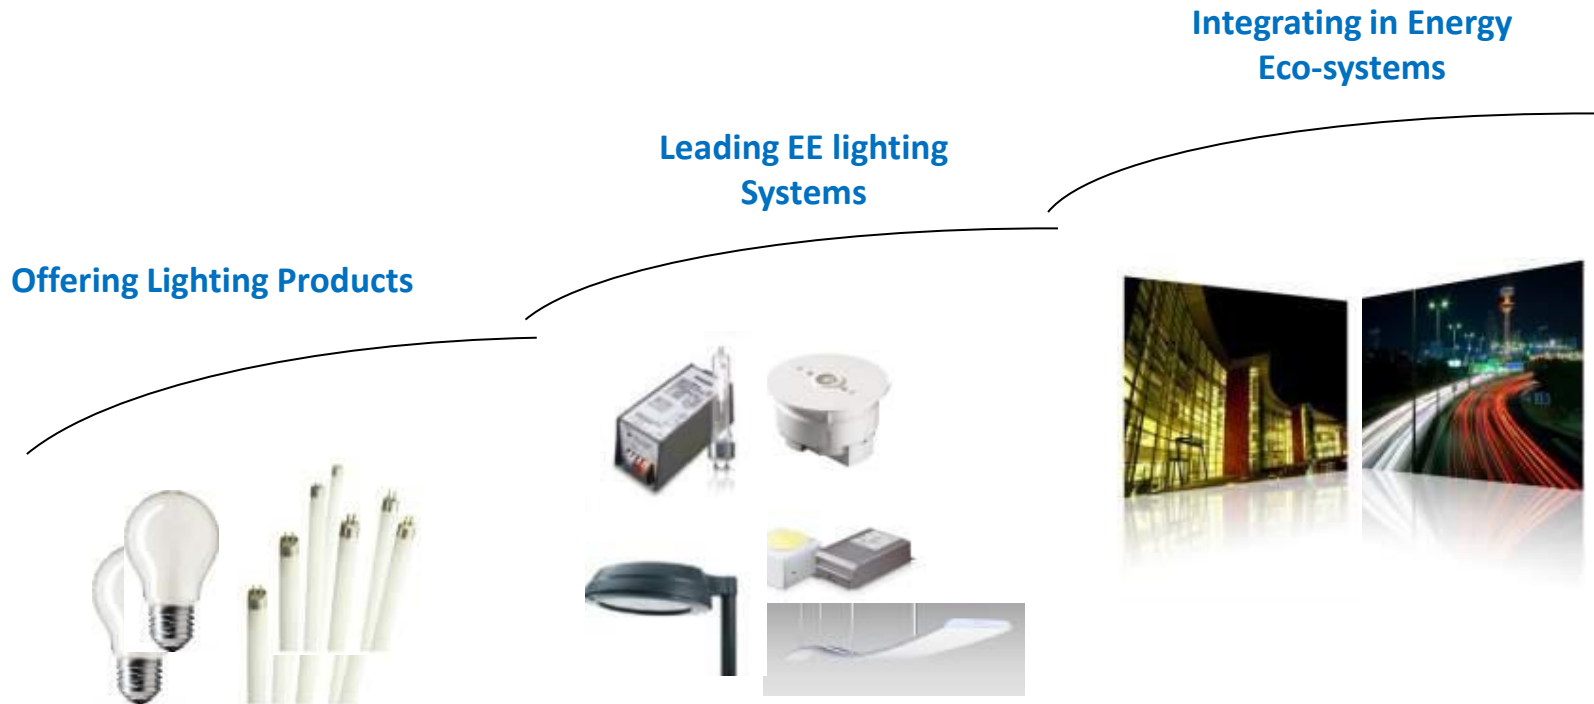 Integrating in Energy
Eco-systems
Leading EE lighting
Systems
Offering Lighting Products